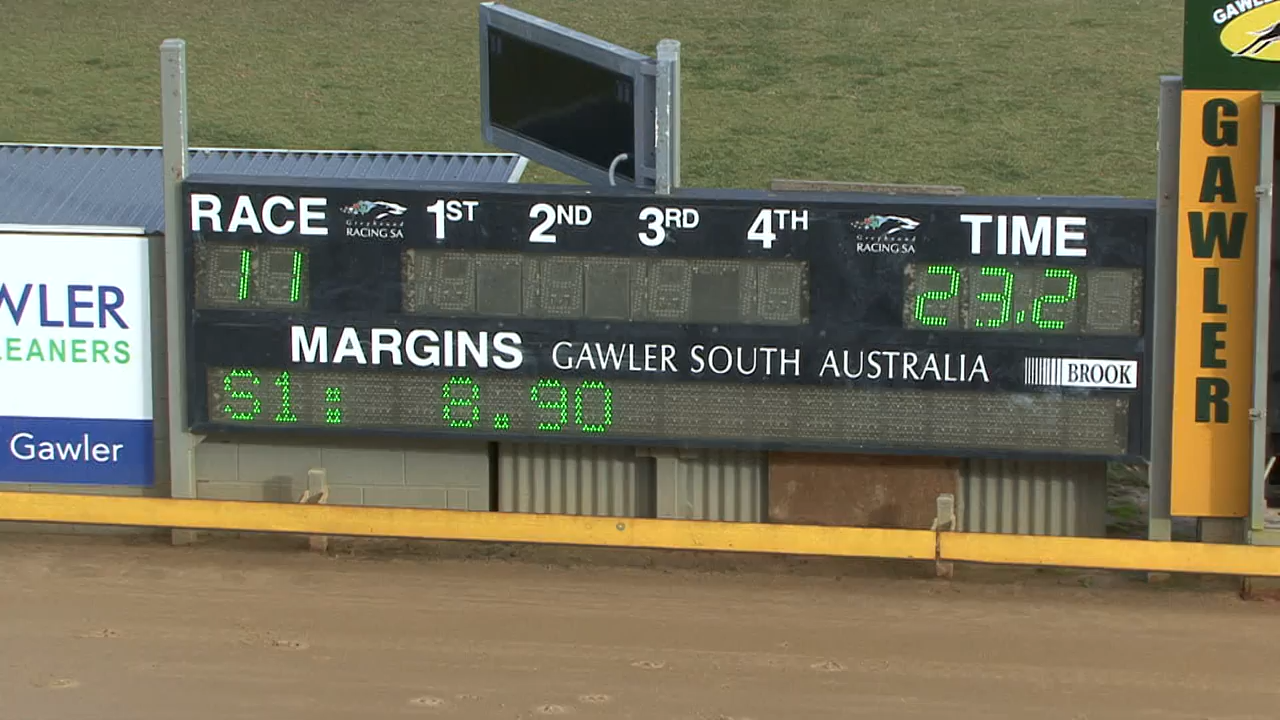 GAWLE
GAWLER
RACE
Greyhound
RACING SA
1ST
2ND
3RD
4TH
Greyhound
RACING SA
TIME
11
23.2
MARGINS
GAWLER SOUTH AUSTRALIA
BROOK
S1: 8.90
WLER
LEANERS
Gawler